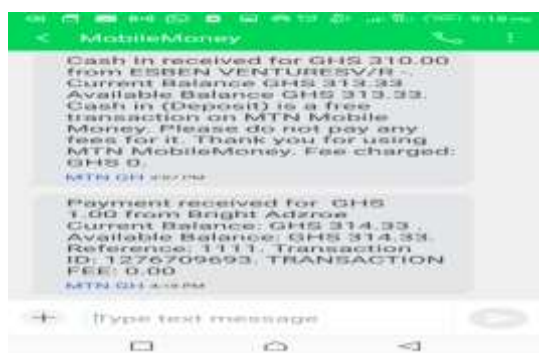 MobileMoney
Cash In received for GHS 310.00
from ESBEN VENTURESV/R -.
Current Balance GHS 313.33
Available Balance GHS 313.33.
Cash in (Deposit) is a free
transaction on MTN Mobile
Money. Please do not pay any
fees for it. Thank you for using
MTN MobileMoney. Fee charged:
GHS 0.
MTN GH
Payment received for GHS
1.00 from Bright Adzroe
Current Balance: GHS 314.33 .
Available Balance: GHS 314.33.
Reference: 1111. Transaction
ID: 1276709693. TRANSACTION
FEE: 0.00
MTN GH
Type text message